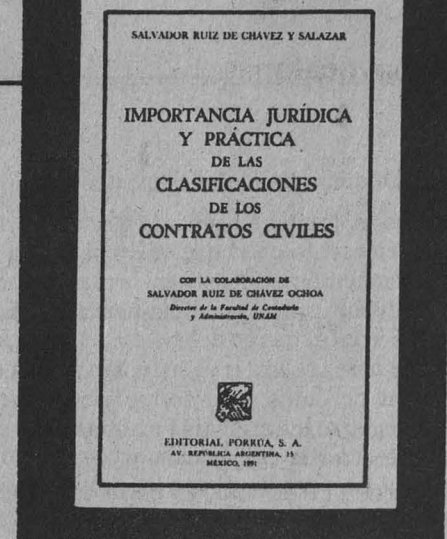 SALVADOR RUIZ DE CHÁVEZ Y SALAZAR
IMPORTANCIA JURÍDICA
Y PRÁCTICA
DE LAS
CLASIFICACIONES
DE LOS
CONTRATOS CIVILES
CON LA COLABORACIÓN DE
SALVADOR RUIZ DE CHÁVEZ OCHOA
Director de la Facultad de Contaduría
y Administración, UNAM
EDITORIAL PORRÚA, S. A.
AV. REPÚBLICA ARGENTINA, 15
MÉXICO, 1991